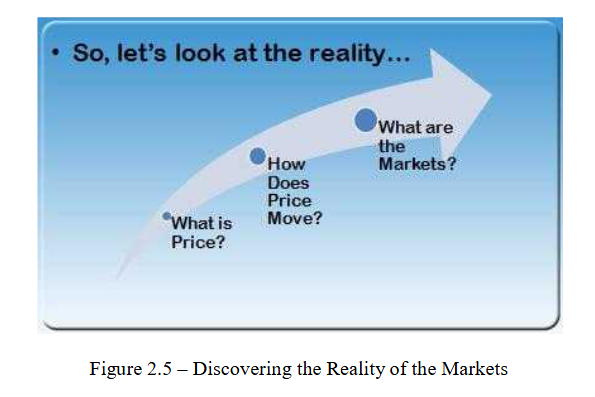 • So, let's look at the reality...
What are
the
Markets?
How
Does
Price
Move?
What is
Price?
Figure 2.5 – Discovering the Reality of the Markets